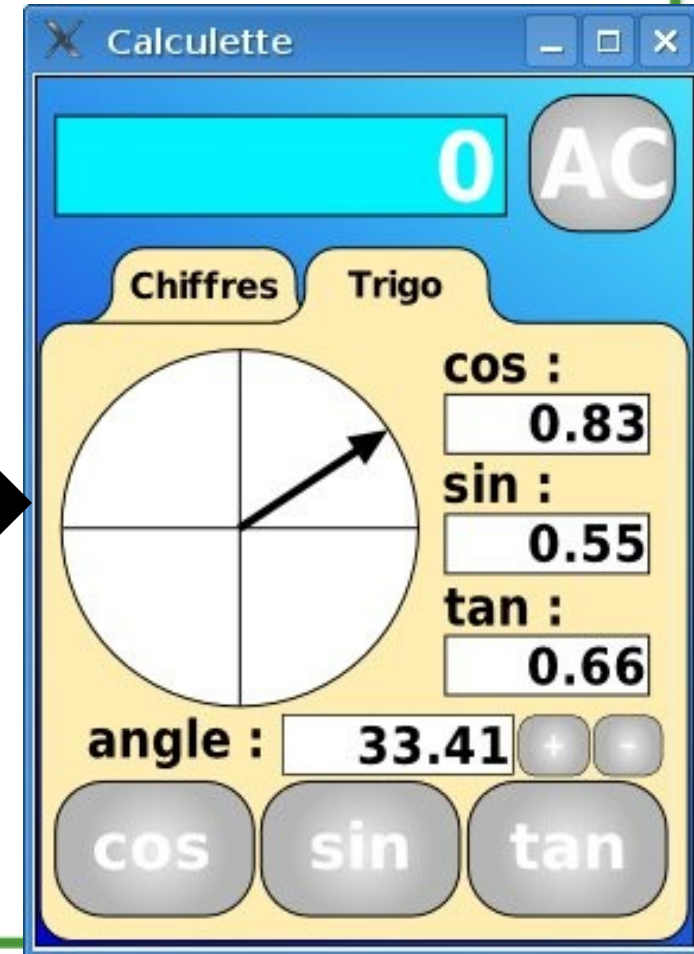 Calculette
0 AC
Chiffres Trigo
cos :
0.83
sin :
0.55
tan :
0.66
angle : 33.41 + -
cos sin tan